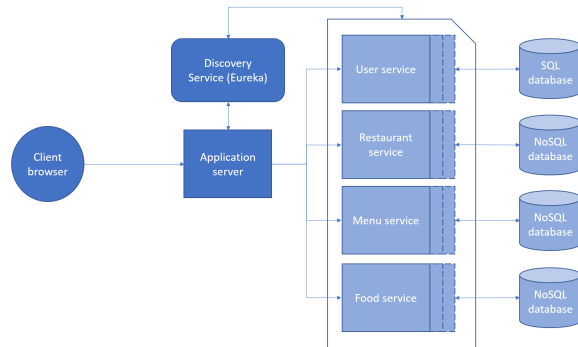 Discovery
Service (Eureka)
Client
browser
Application
server
User service
Restaurant
service
Menu service
Food service
SQL
database
NoSQL
database
NoSQL
database
NoSQL
database